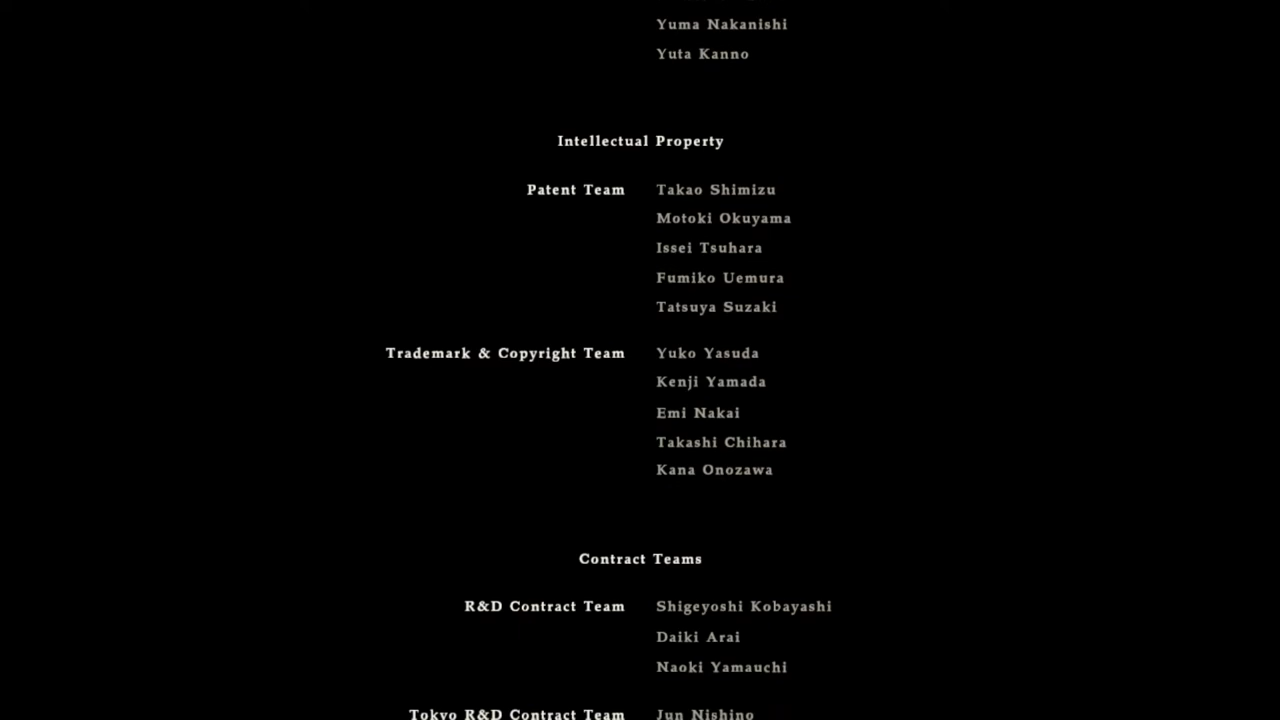 Yuma Nakanishi
Yuta Kanno
Intellectual Property
Patent Team Takao Shimizu
Motoki Okuyama
Issei Tsuhara
Fumiko Uemura
Tatsuya Suzaki
Trademark & Copyright Team Yuko Yasuda
Kenji Yamada
Emi Nakai
Takashi Chihara
Kana Onozawa
Contract Teams
R&D Contract Team Shigeyoshi Kobayashi
Daiki Arai
Naoki Yamauchi
Tokyo R&D Contract Team Jun Nishino